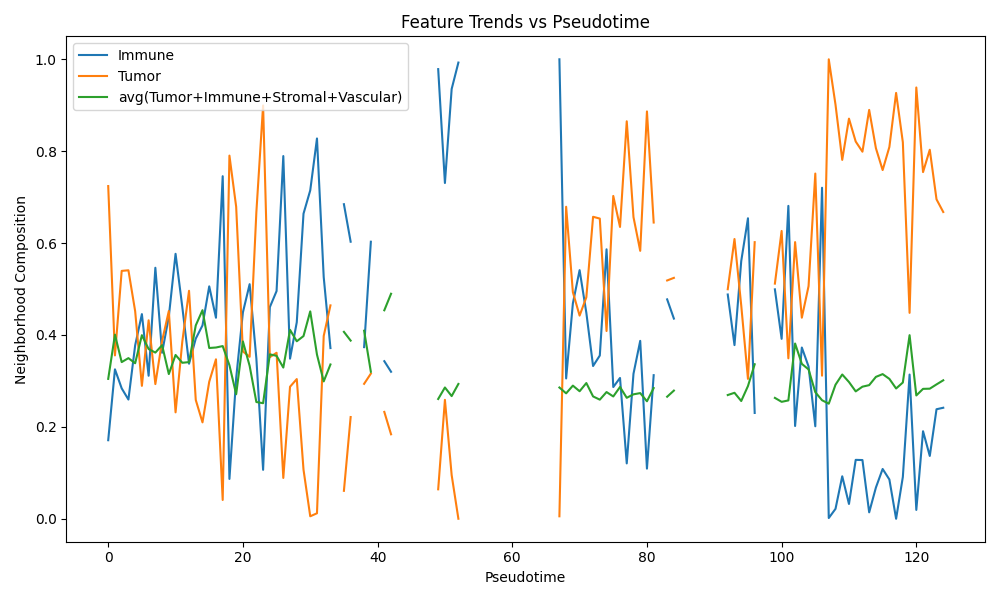 Feature Trends vs Pseudotime
Immune
Tumor
avg(Tumor+Immune+Stromal+Vascular)
Neighborhood Composition
1.0
0.8
0.6
0.4
0.2
0.0
0 20 40 60 80 100 120
Pseudotime